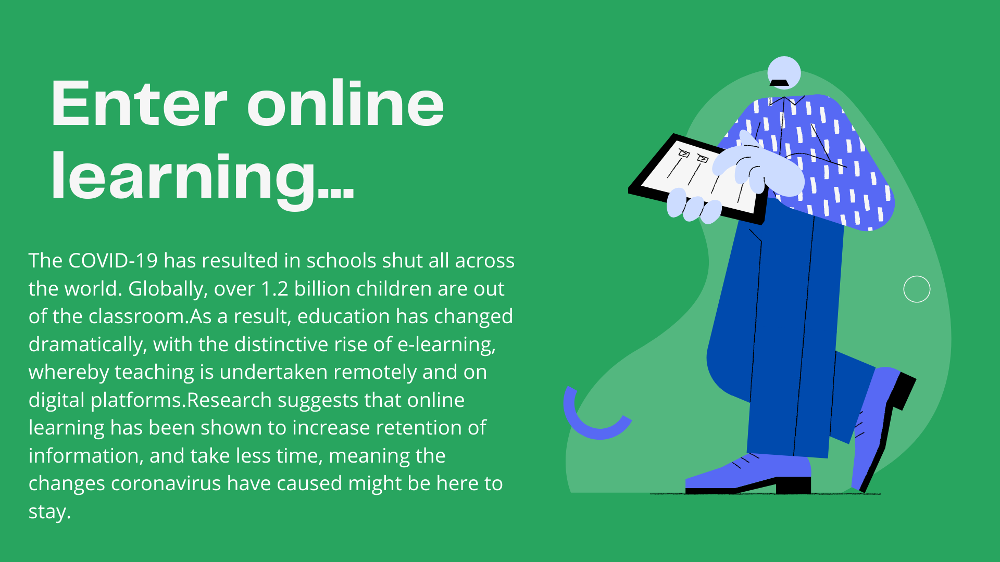 Enter online
learning...
The COVID-19 has resulted in schools shut all across
the world. Globally, over 1.2 billion children are out
of the classroom.As a result, education has changed
dramatically, with the distinctive rise of e-learning,
whereby teaching is undertaken remotely and on
digital platforms.Research suggests that online
learning has been shown to increase retention of
information, and take less time, meaning the
changes coronavirus have caused might be here to
stay.